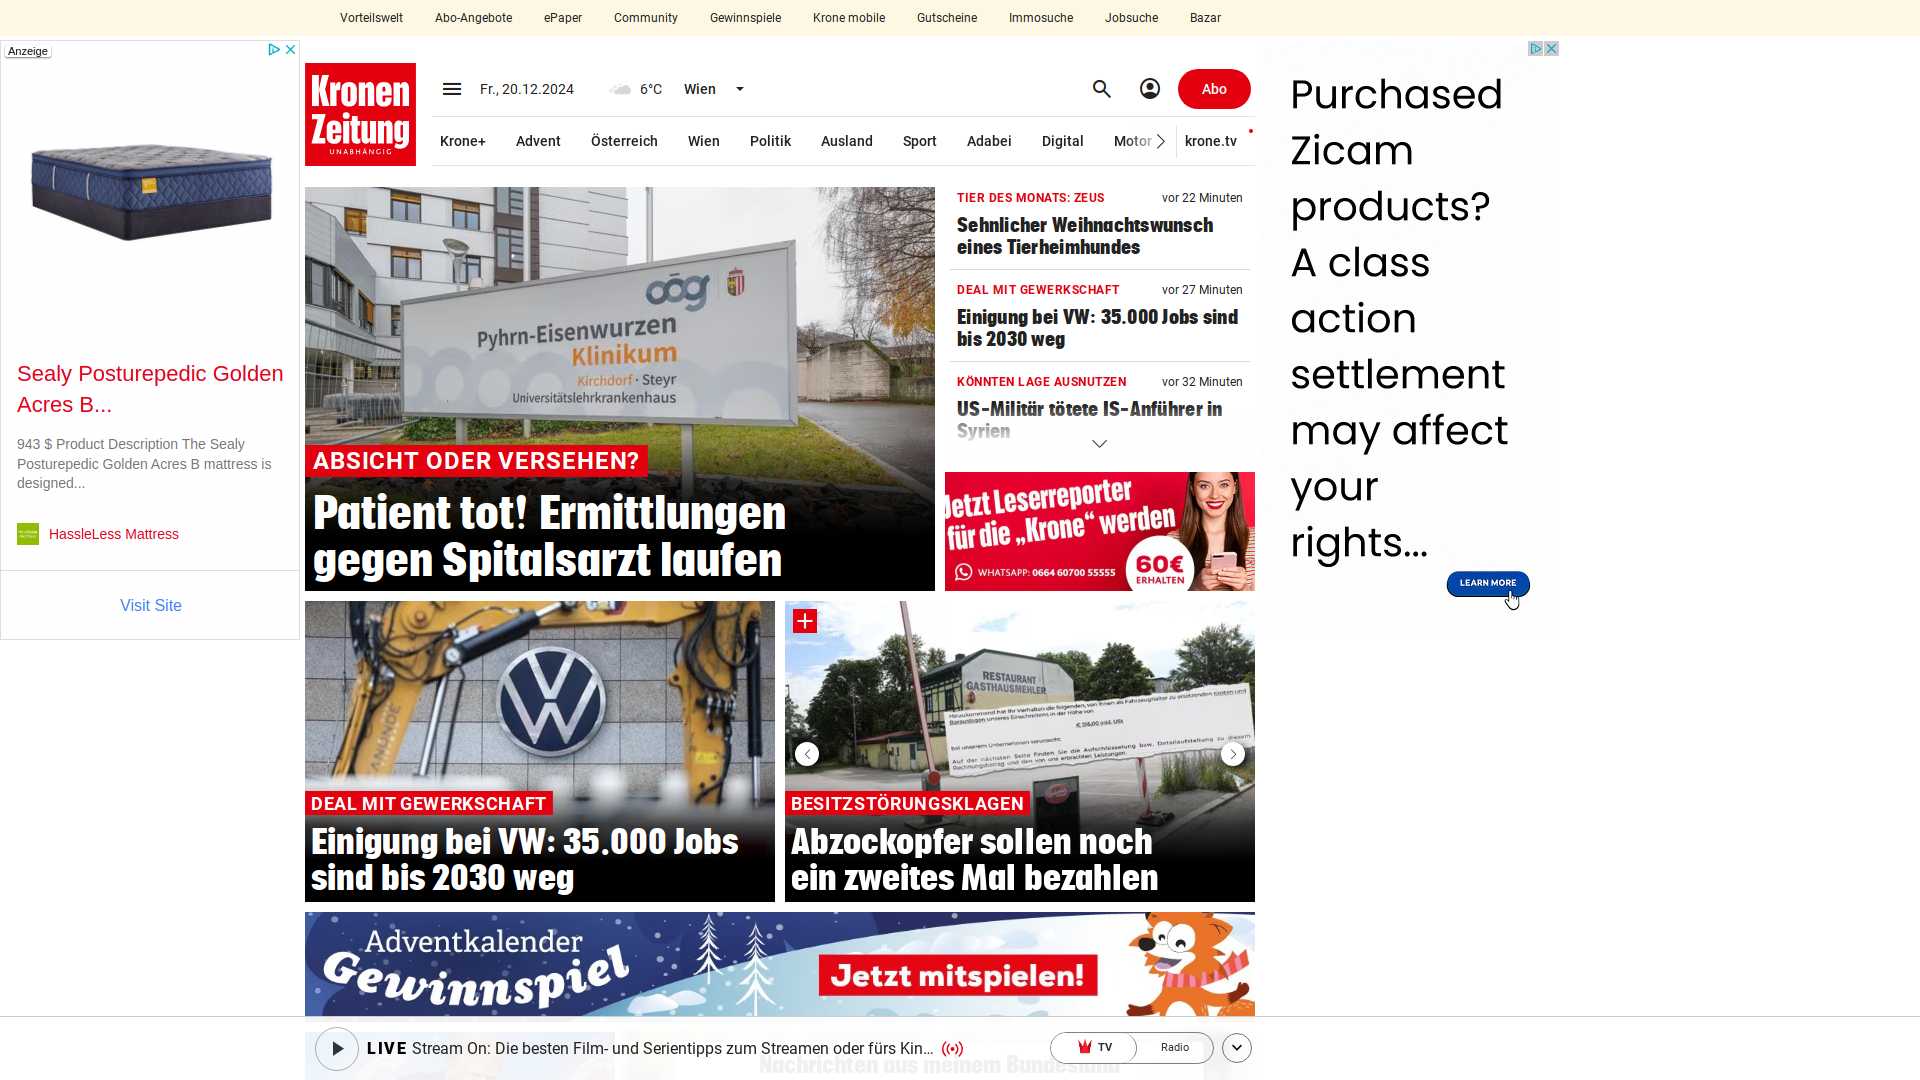 Vorteilswelt Abo-Angebote ePaper Community Gewinnspiele Krone mobile Gutscheine Immosuche Jobsuche Bazar
Anzeige
Sealy Posturepedic Golden
Acres B...
943 $ Product Description The Sealy
Posturepedic Golden Acres B mattress is
designed...
HassleLess Mattress
Visit Site
Kronen
Zeitung
UNABHÄNGIG
Fr., 20.12.2024 6°C Wien
Abo
Krone+ Advent Österreich Wien Politik Ausland Sport Adabei Digital Motor krone.tv
oög
Pyhrn-Eisenwurzen
Klinikum
Kirchdorf · Steyr
Universitätslehrkrankenhaus
ABSICHT ODER VERSEHEN?
Patient tot! Ermittlungen
gegen Spitalsarzt laufen
TIER DES MONATS: ZEUS vor 22 Minuten
Sehnlicher Weihnachtswunsch
eines Tierheimhundes
DEAL MIT GEWERKSCHAFT vor 27 Minuten
Einigung bei VW: 35.000 Jobs sind
bis 2030 weg
KÖNNTEN LAGE AUSNUTZEN vor 32 Minuten
US-Militär tötete IS-Anführer in
Syrien
Jetzt Leserreporter
für die „Krone“ werden
WHATSAPP: 0664 60700 55555
60€
ERHALTEN
DEAL MIT GEWERKSCHAFT
Einigung bei VW: 35.000 Jobs
sind bis 2030 weg
RESTAURANT
GASTHAUSMEHLER
BESITZSTÖRUNGSKLAGEN
Abzockopfer sollen noch
ein zweites Mal bezahlen
Adventkalender
Gewinnspiel
Jetzt mitspielen!
LIVE Stream On: Die besten Film- und Serientipps zum Streamen oder fürs Kin...
TV Radio
Nachrichten aus meinem Bundesland
Purchased
Zicam
products?
A class
action
settlement
may affect
your
rights...
LEARN MORE